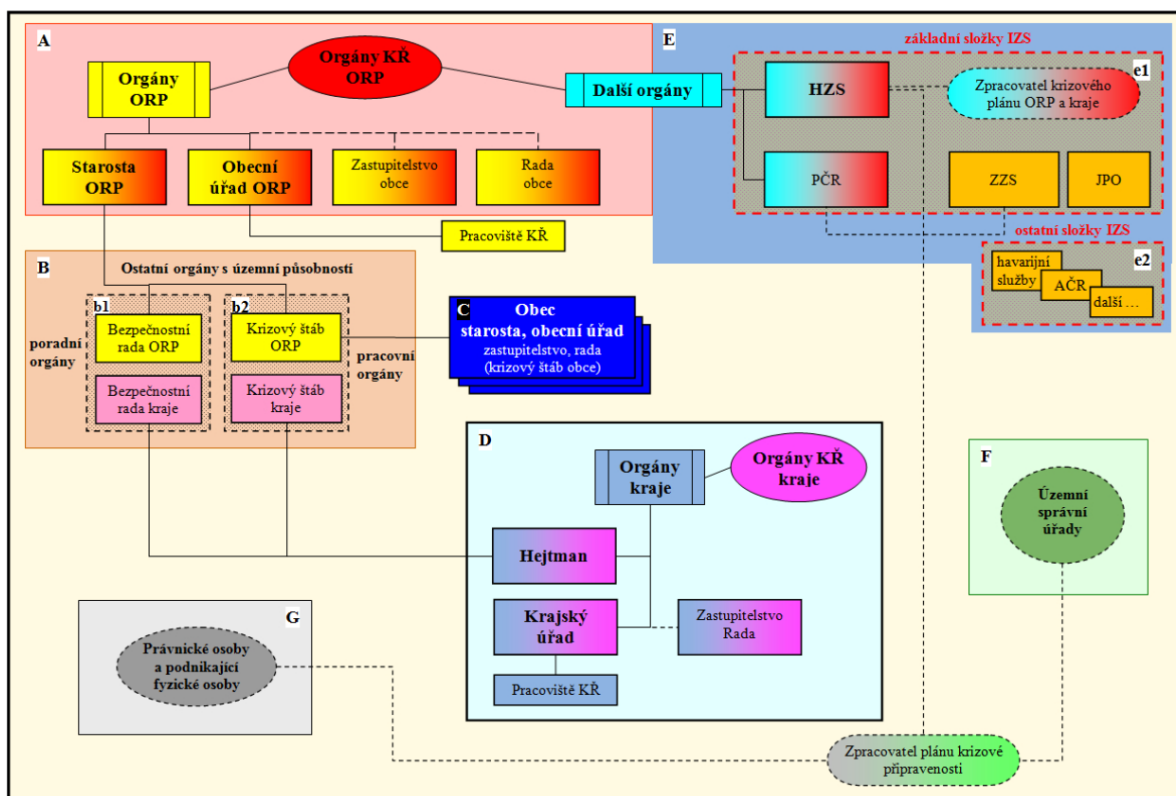 A
Orgány KŘ
ORP
Orgány
ORP
Další orgány
Starosta
ORP
Obecní
úřad ORP
Zastupitelstvo
obce
Rada
obce
Pracoviště KŘ
E
základní složky IZS
e1
HZS
Zpracovatel krizového
plánu ORP a kraje
PČR
ZZS
JPO
ostatní složky IZS
e2
havarijní
služby
AČR
další …
B
Ostatní orgány s územní působností
b1
b2
poradní
orgány
Bezpečnostní
rada ORP
Krizový štáb
ORP
pracovní
orgány
Bezpečnostní
rada kraje
Krizový štáb
kraje
C
Obec
starosta, obecní úřad
zastupitelstvo, rada
(krizový štáb obce)
D
Orgány
kraje
Orgány KŘ
kraje
Hejtman
Krajský
úřad
Zastupitelstvo
Rada
Pracoviště KŘ
F
Územní
správní
úřady
G
Právnické osoby
a podnikající
fyzické osoby
Zpracovatel plánu krizové
připravenosti